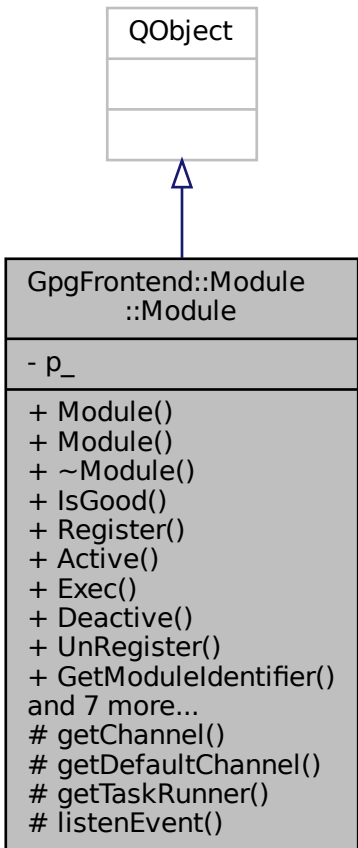 QObject
GpgFrontend::Module
::Module
- p_
+ Module()
+ Module()
+ ~Module()
+ IsGood()
+ Register()
+ Active()
+ Exec()
+ Deactive()
+ UnRegister()
+ GetModuleIdentifier()
and 7 more...
# getChannel()
# getDefaultChannel()
# getTaskRunner()
# listenEvent()